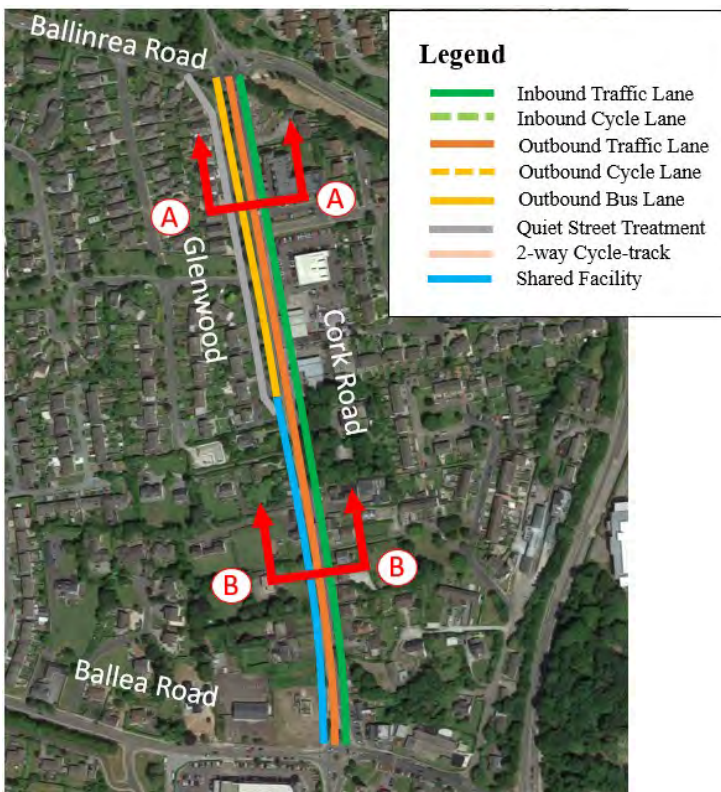 Ballinrea Road
Legend
Inbound Traffic Lane
Inbound Cycle Lane
Outbound Traffic Lane
Outbound Cycle Lane
Outbound Bus Lane
Quiet Street Treatment
2-way Cycle-track
Shared Facility
A
A
Glenwood
Cork Road
B
B
Ballea Road